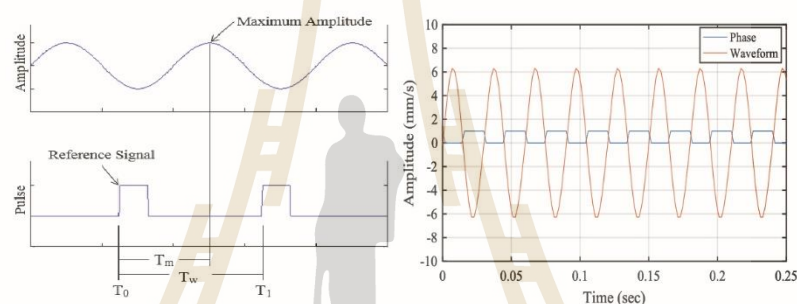 Maximum Amplitude
Amplitude
Reference Signal
Pulse
T₀
Tₘ
T_w
T₁
Phase
Waveform
Amplitude (mm/s)
10
8
6
4
2
0
-2
-4
-6
-8
-10
0
0.05
0.1
0.15
0.2
0.25
Time (sec)